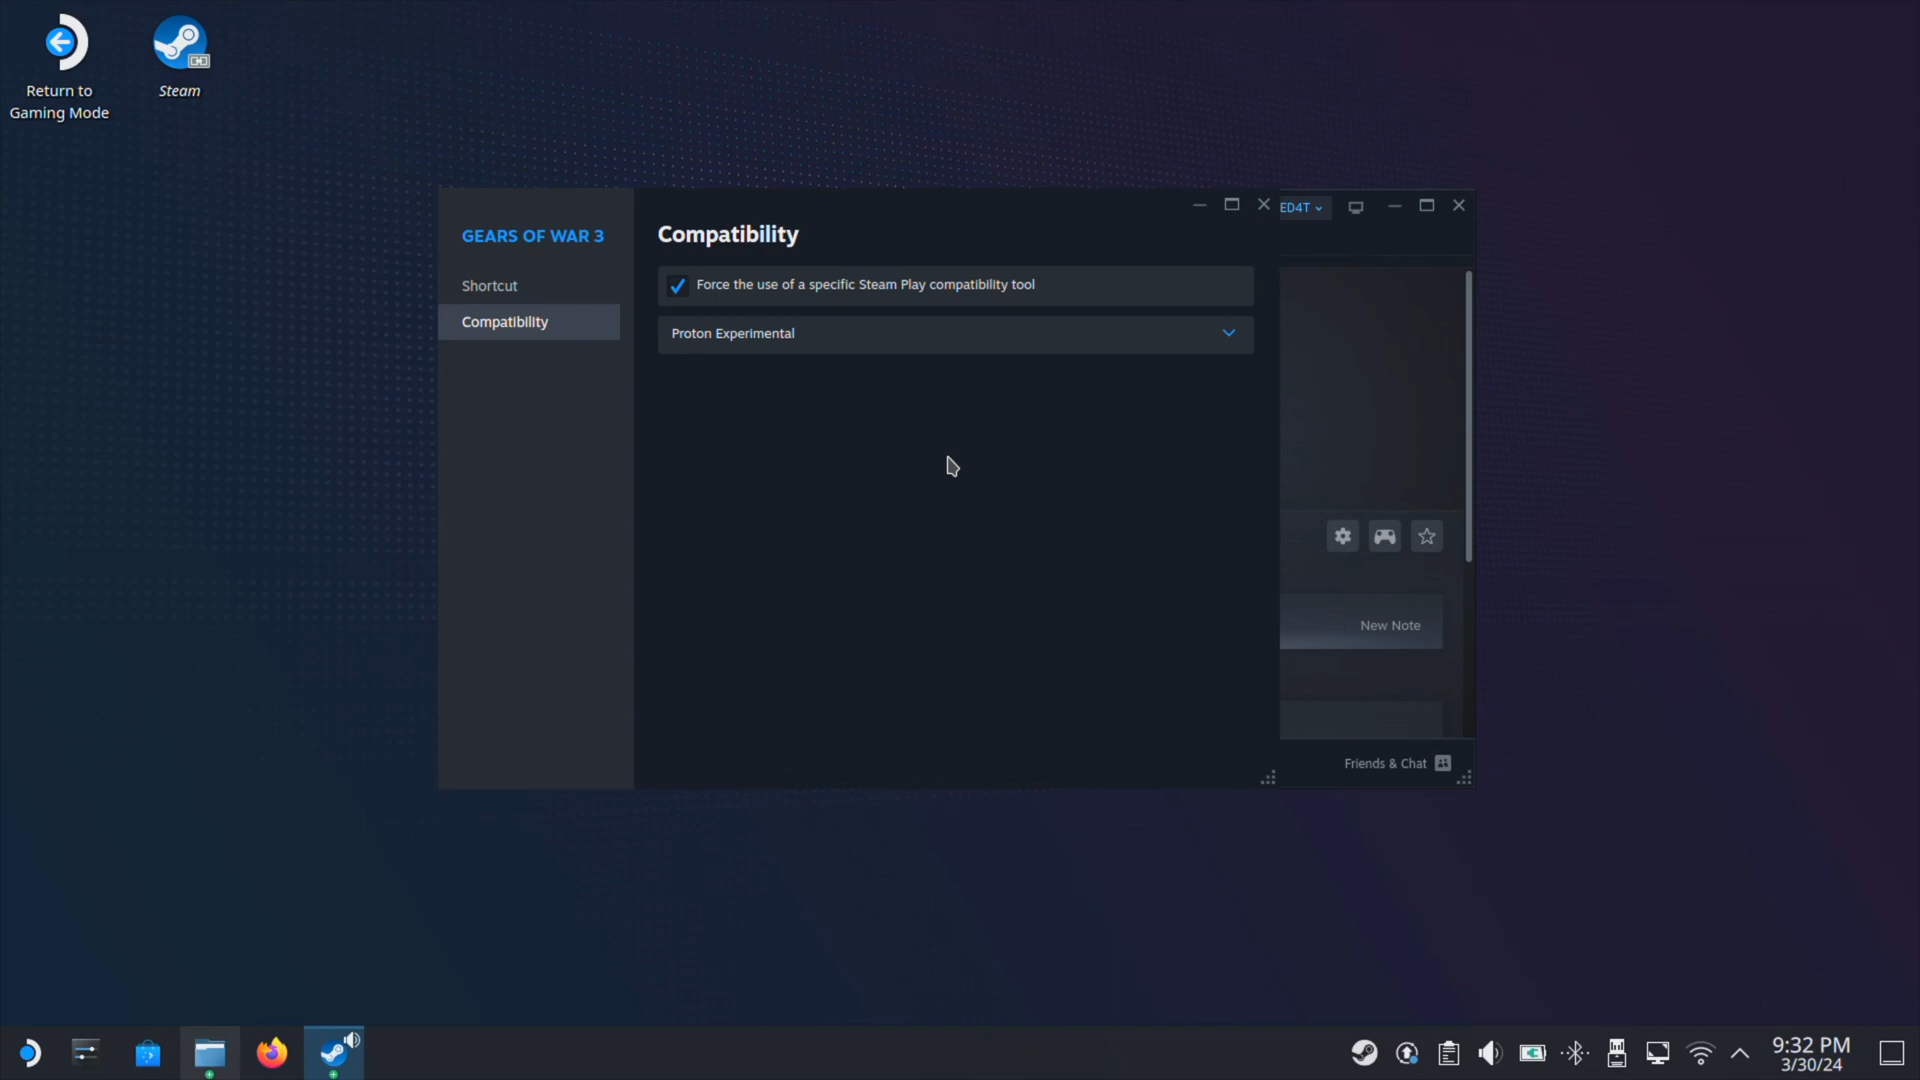 Return to
Gaming Mode
Steam
GEARS OF WAR 3
Shortcut
Compatibility
Compatibility
Force the use of a specific Steam Play compatibility tool
Proton Experimental
ED4T
New Note
Friends & Chat
9:32 PM
3/30/24